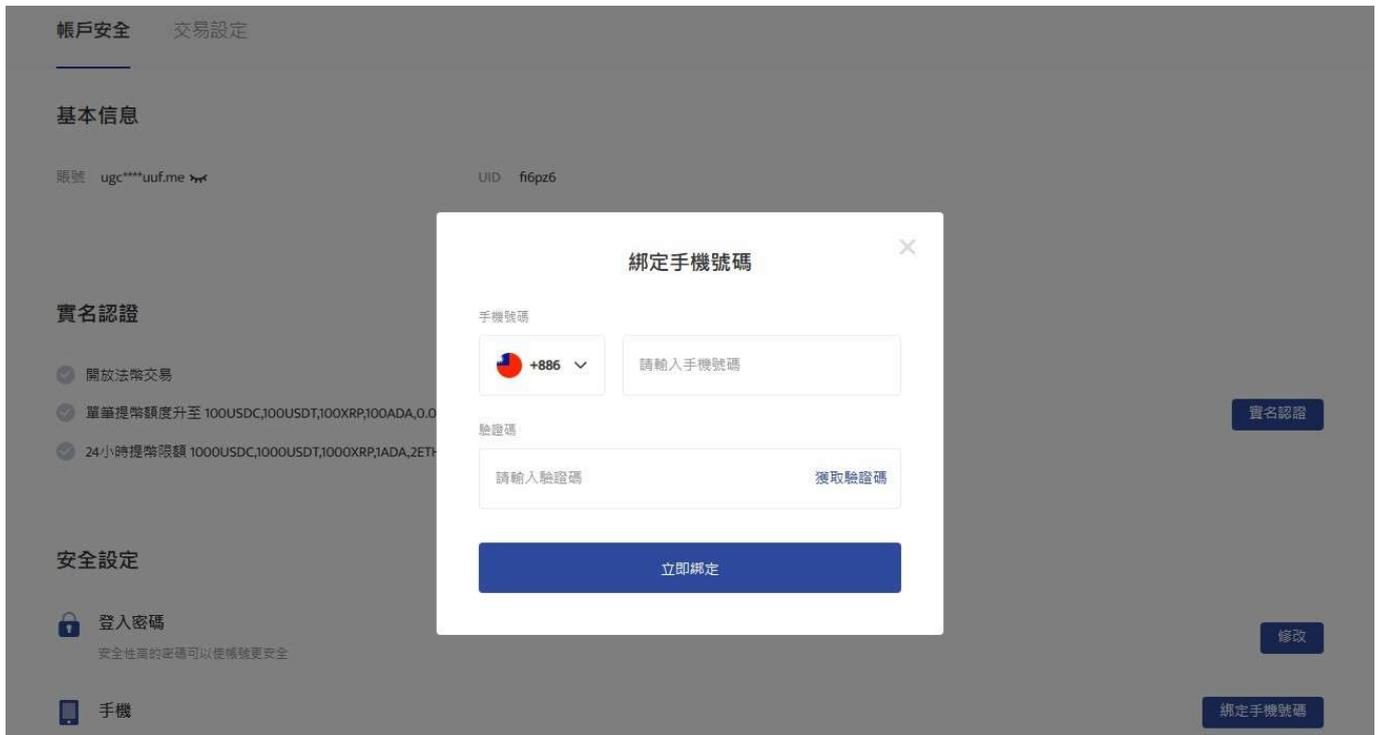 帳戶安全 交易設定
基本信息
賬號 ugc****uuf.me UID fi6pz6
綁定手機號碼
實名認證
手機號碼
+886 請輸入手機號碼
開放法幣交易
單筆提幣額度升至 100USDC,100USDT,100XRP,100ADA,0.0
實名認證
驗證碼
24小時提幣限額 1000USDC,1000USDT,1000XRP,1ADA,2ETH
請輸入驗證碼 獲取驗證碼
安全設定
立即綁定
登入密碼
修改
安全性高的密碼可以使帳號更安全
手機 綁定手機號碼